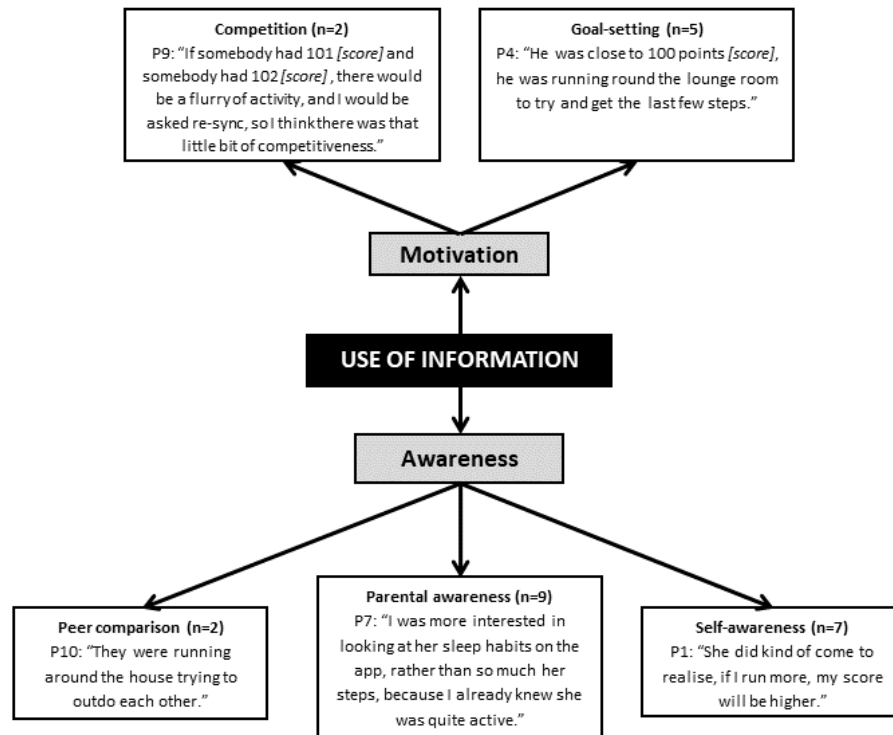 Competition (n=2)
P9: “If somebody had 101 [score] and
somebody had 102 [score] , there would
be a flurry of activity, and I would be
asked re-sync, so I think there was that
little bit of competitiveness.”
Goal-setting (n=5)
P4: “He was close to 100 points [score],
he was running round the lounge room
to try and get the last few steps.”
Motivation
USE OF INFORMATION
Awareness
Peer comparison (n=2)
P10: “They were running
around the house trying to
outdo each other.”
Parental awareness (n=9)
P7: “I was more interested in
looking at her sleep habits on the
app, rather than so much her
steps, because I already knew she
was quite active.”
Self-awareness (n=7)
P1: “She did kind of come to
realise, if I run more, my score
will be higher.”